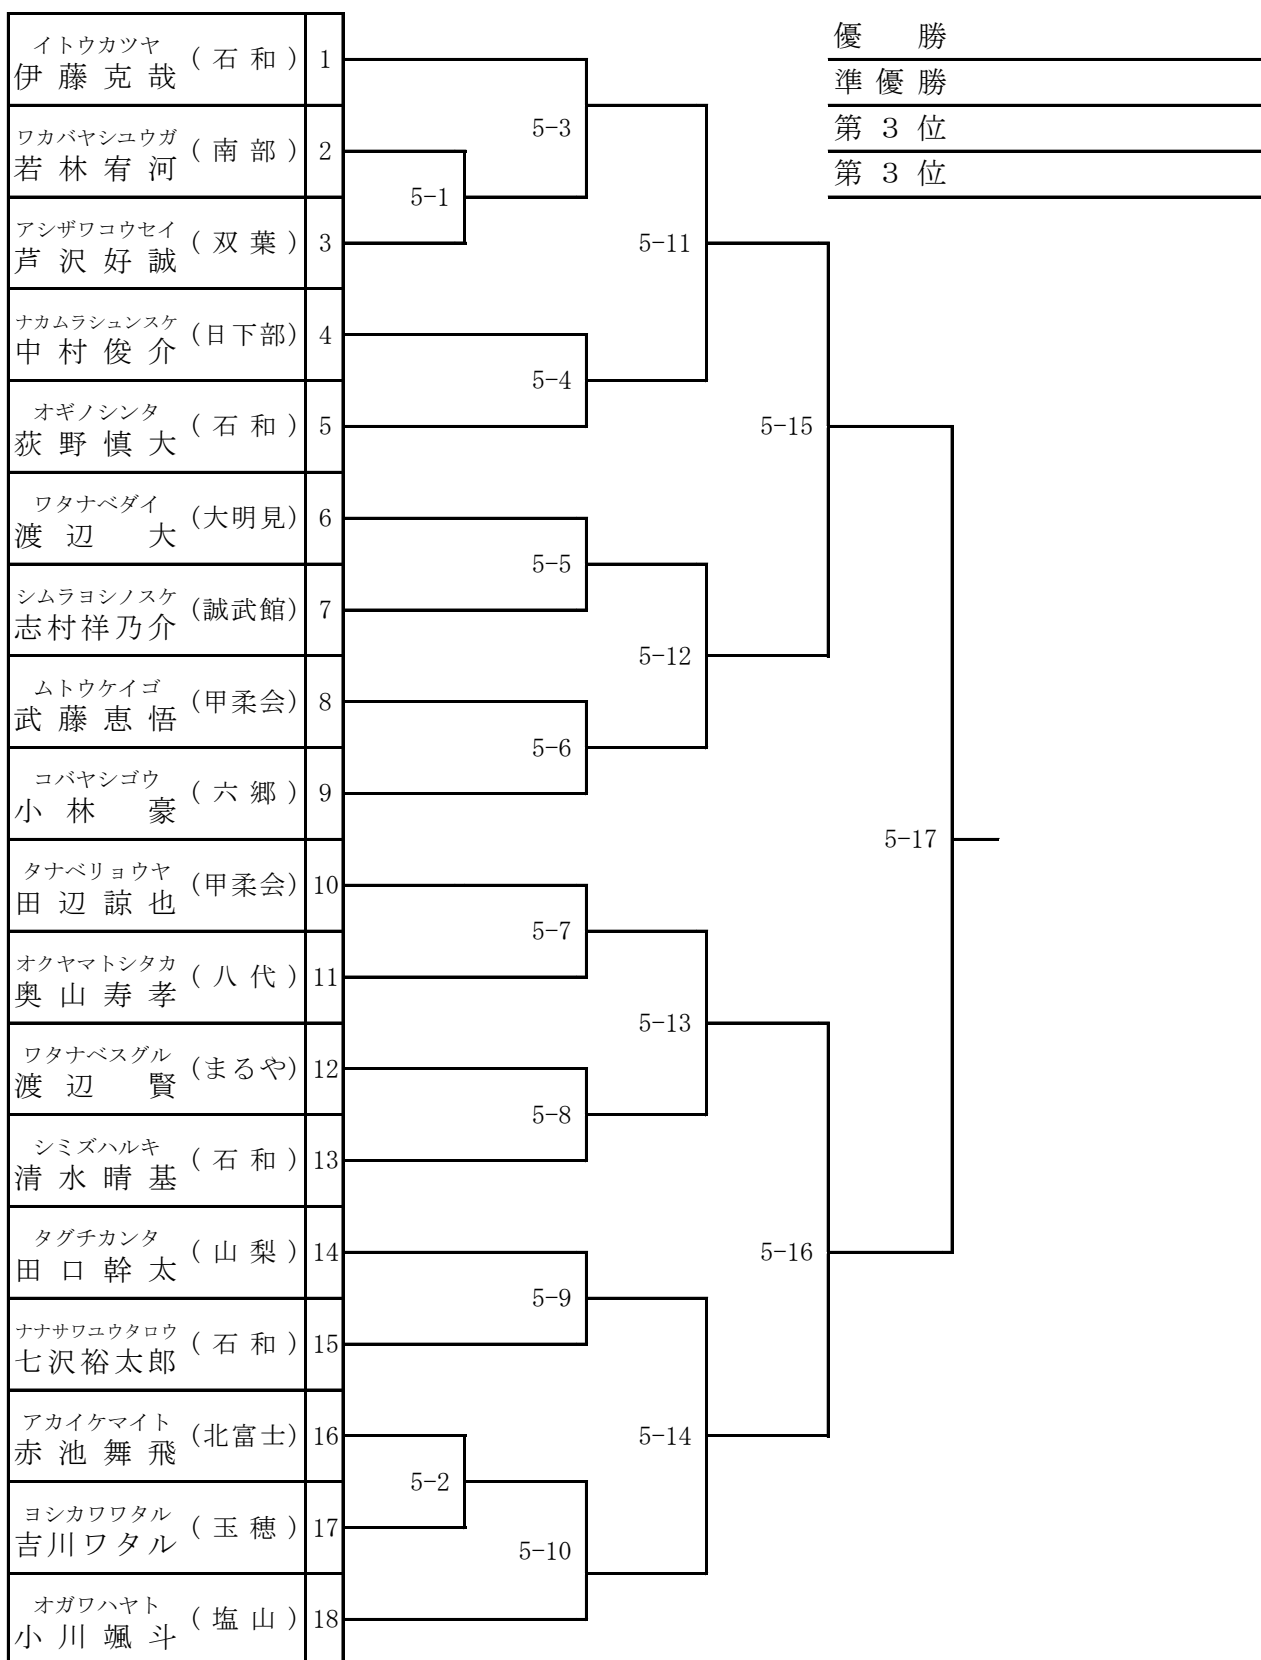 イトウカツヤ
伊藤克哉 (石和) 1
ワカバヤシユウガ
若林宥河 (南部) 2
アシザワコウセイ
芦沢好誠 (双葉) 3
ナカムラシュンスケ
中村俊介 (日下部) 4
オギノシンタ
荻野慎大 (石和) 5
ワタナベダイ
渡辺 大 (大明見) 6
シムラヨシノスケ
志村祥乃介 (誠武館) 7
ムトウケイゴ
武藤恵悟 (甲柔会) 8
コバヤシゴウ
小林 豪 (六郷) 9
タナベリョウヤ
田辺諒也 (甲柔会) 10
オクヤマトシタカ
奥山寿孝 (八代) 11
ワタナベスグル
渡辺 賢 (まるや) 12
シミズハルキ
清水晴基 (石和) 13
タグチカンタ
田口幹太 (山梨) 14
ナナサワユウタロウ
七沢裕太郎 (石和) 15
アカイケマイト
赤池舞飛 (北富士) 16
ヨシカワワタル
吉川ワタル (玉穂) 17
オガワハヤト
小川颯斗 (塩山) 18
5-1
5-2
5-3
5-4
5-5
5-6
5-7
5-8
5-9
5-10
5-11
5-12
5-13
5-14
5-15
5-16
5-17
優 勝
準優勝
第3位
第3位